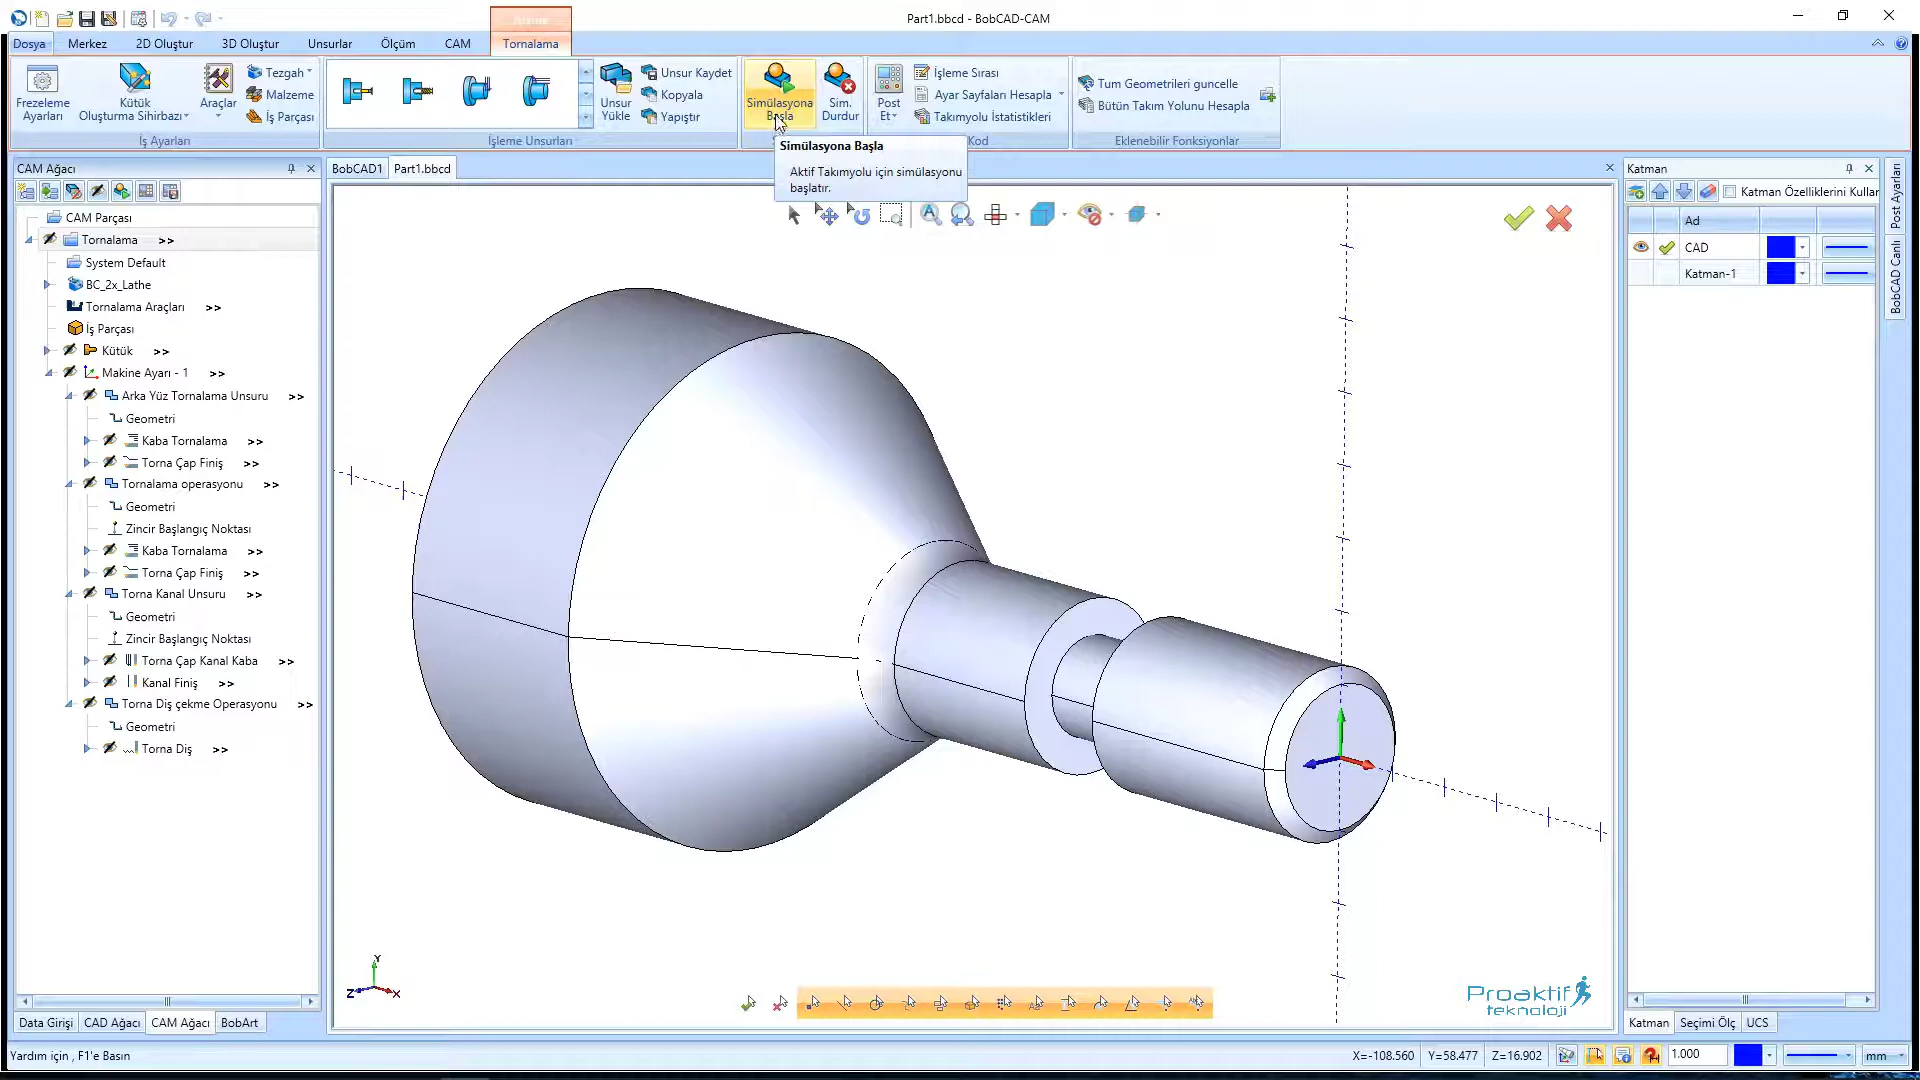 Part1.bbcd - BobCAD-CAM
Dosya
Merkez
2D Oluştur
3D Oluştur
Unsurlar
Ölçüm
CAM
Tornalama
Frezeleme
Ayarları
Kütük
Oluşturma Sihirbazı
Araçlar
Tezgah
Malzeme
İş Parçası
İş Ayarları
İşleme Unsurları
Unsur
Yükle
Unsur Kaydet
Kopyala
Yapıştır
Simülasyona
Başla
Sim.
Durdur
Post
Et
İşleme Sırası
Ayar Sayfaları Hesapla
Takımyolu İstatistikleri
Kod
Tum Geometrileri guncelle
Bütün Takım Yolunu Hesapla
Eklenebilir Fonksiyonlar
Simülasyona Başla
Aktif Takımyolu için simülasyonu
başlatır.
CAM Ağacı
BobCAD1
Part1.bbcd
CAM Parçası
Tornalama >>
System Default
BC_2x_Lathe
Tornalama Araçları >>
İş Parçası
Kütük >>
Makine Ayarı - 1 >>
Arka Yüz Tornalama Unsuru >>
Geometri
Kaba Tornalama >>
Torna Çap Finiş >>
Tornalama operasyonu >>
Geometri
Zincir Başlangıç Noktası
Kaba Tornalama >>
Torna Çap Finiş >>
Torna Kanal Unsuru >>
Geometri
Zincir Başlangıç Noktası
Torna Çap Kanal Kaba >>
Kanal Finiş >>
Torna Diş çekme Operasyonu >>
Geometri
Torna Diş >>
Data Girişi
CAD Ağacı
CAM Ağacı
BobArt
Y
Z
X
Proaktif
teknoloji
Katman
Katman Özelliklerini Kullar
Ad
CAD
Katman-1
Post Ayarları
BobCAD Canlı
Katman
Seçimi Ölç
UCS
Yardım için , F1'e Basın
X=-108.560
Y=58.477
Z=16.902
1.000
mm